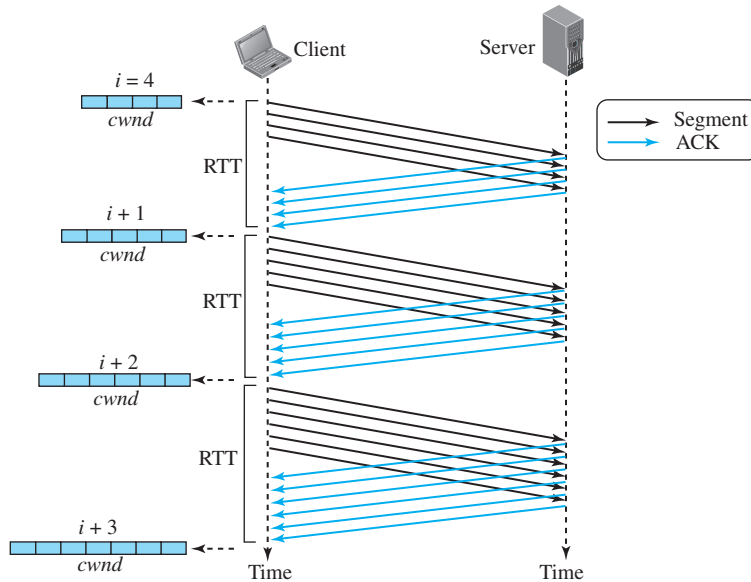 Client
Server
i = 4
cwnd
Segment
ACK
RTT
i + 1
cwnd
RTT
i + 2
cwnd
RTT
i + 3
cwnd
Time
Time